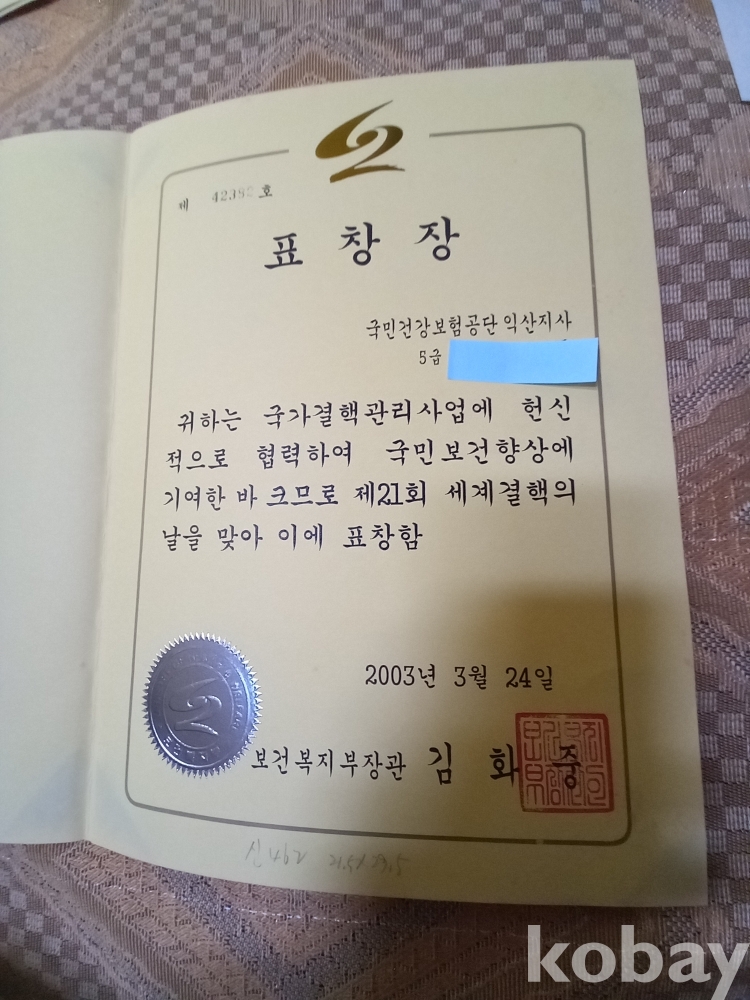 제 42382 호
표 창 장
국민건강보험공단 익산지사
5급
귀하는 국가결핵관리사업에 헌신
적으로 협력하여 국민보건향상에
기여한 바 크므로 제21회 세계결핵의
날을 맞아 이에 표창함
2003년 3월 24일
보건복지부장관 김 화 중
kobay